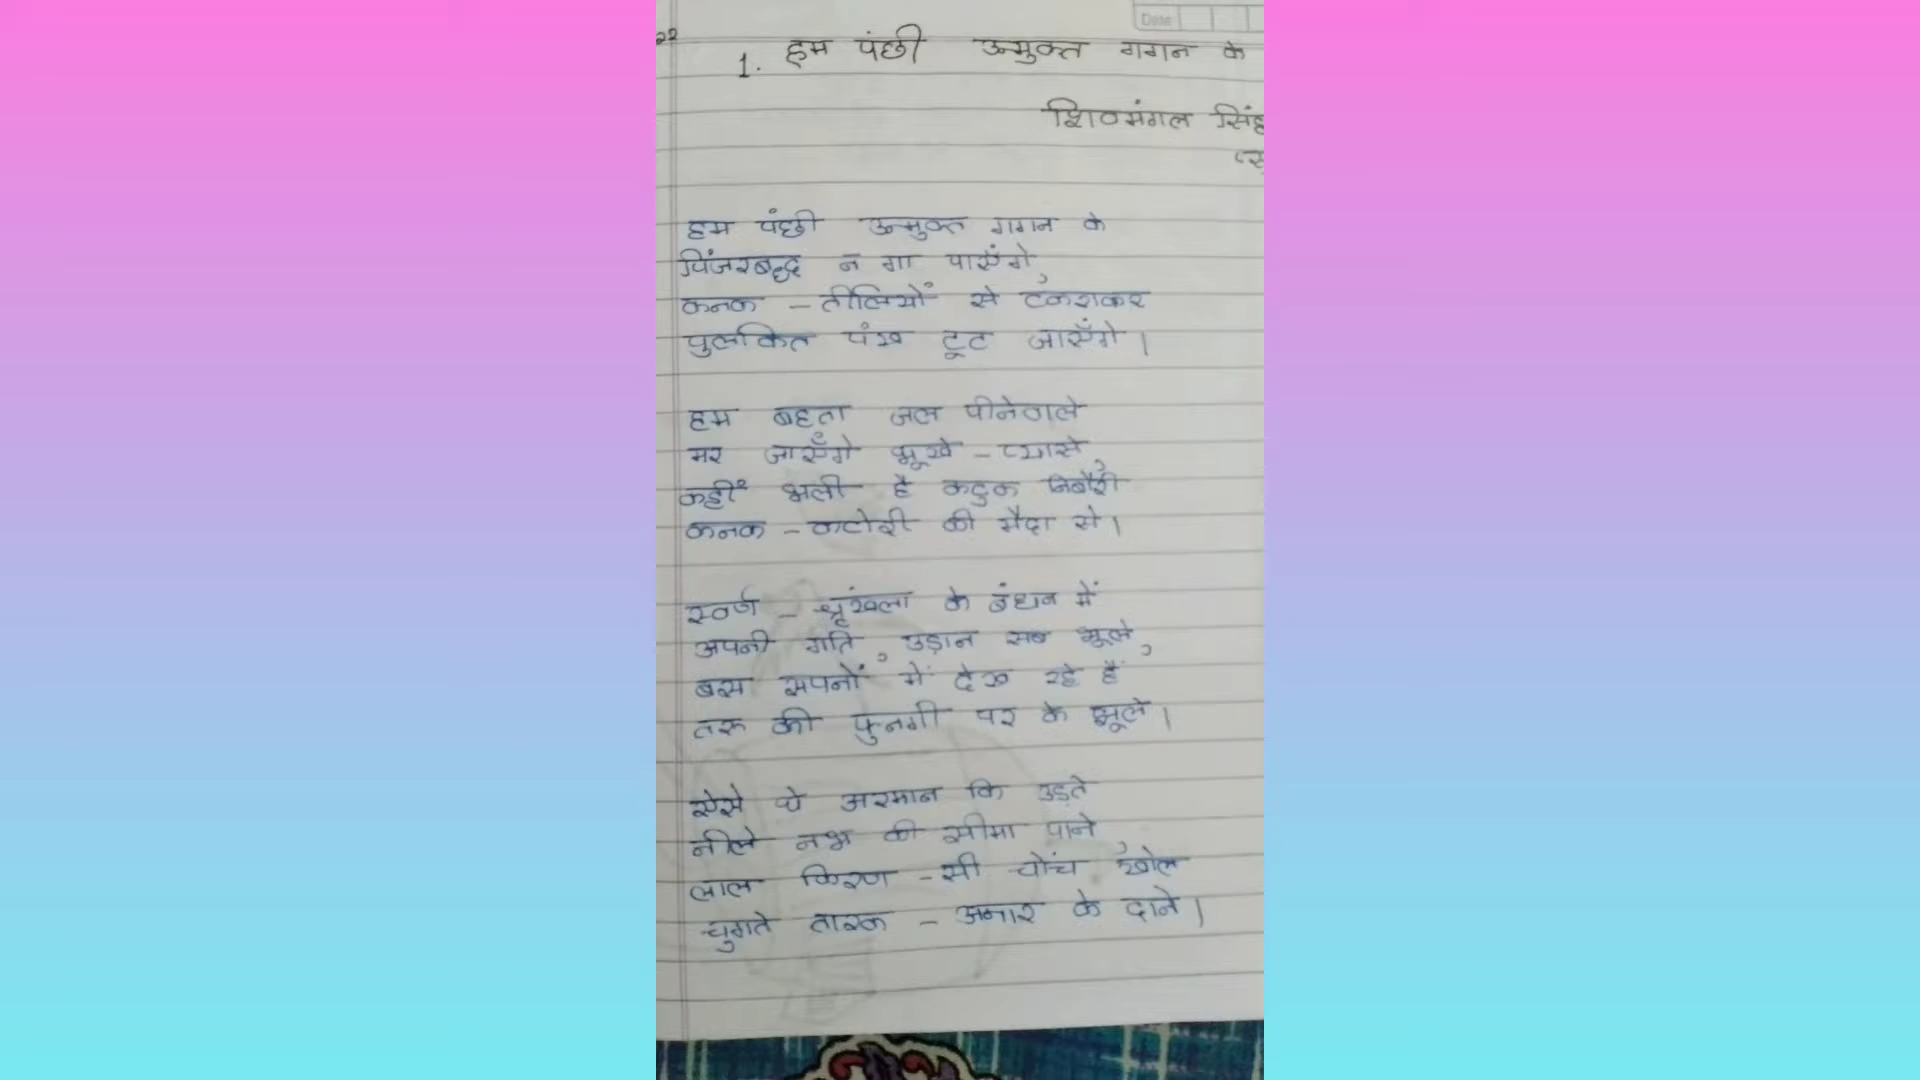 Date
22
1. हम पंछी उन्मुक्त गगन के
शिवमंगल सिंह
हम पंछी उन्मुक्त गगन के
पिंजरबद्ध न गा पाएँगे,
कनक - तीलियों से टकराकर
पुलकित पंख टूट जाएँगे।
हम बहता जल पीनेवाले
मर जाएँगे भूखे - प्यासे,
कहीं भली है कटुक निबौरी
कनक - कटोरी की मैदा से।
स्वर्ण - श्रृंखला के बंधन में
अपनी गति, उड़ान सब भूले,
बस सपनों में देख रहे हैं
तरू की फुनगी पर के झूले।
ऐसे थे अरमान कि उड़ते
नीले नभ की सीमा पाने,
लाल किरण - सी चोंच खोल
चुगते तारक - अनार के दाने।